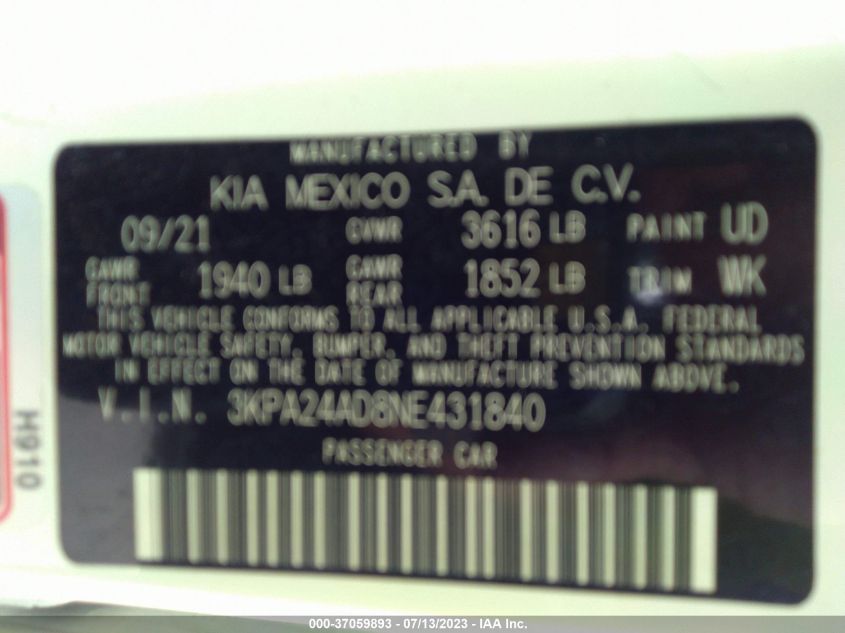 MANUFACTURED BY
KIA MEXICO S.A. DE C.V.
09/21 GVWR 3616 LB PAINT UD
GAWR FRONT 1940 LB GAWR REAR 1852 LB TRIM WK
THIS VEHICLE CONFORMS TO ALL APPLICABLE U.S.A. FEDERAL
MOTOR VEHICLE SAFETY, BUMPER, AND THEFT PREVENTION STANDARDS
IN EFFECT ON THE DATE OF MANUFACTURE SHOWN ABOVE.
V.I.N. 3KPA24AD8NE431840
PASSENGER CAR
H910
000-37059893 - 07/13/2023 - IAA Inc.